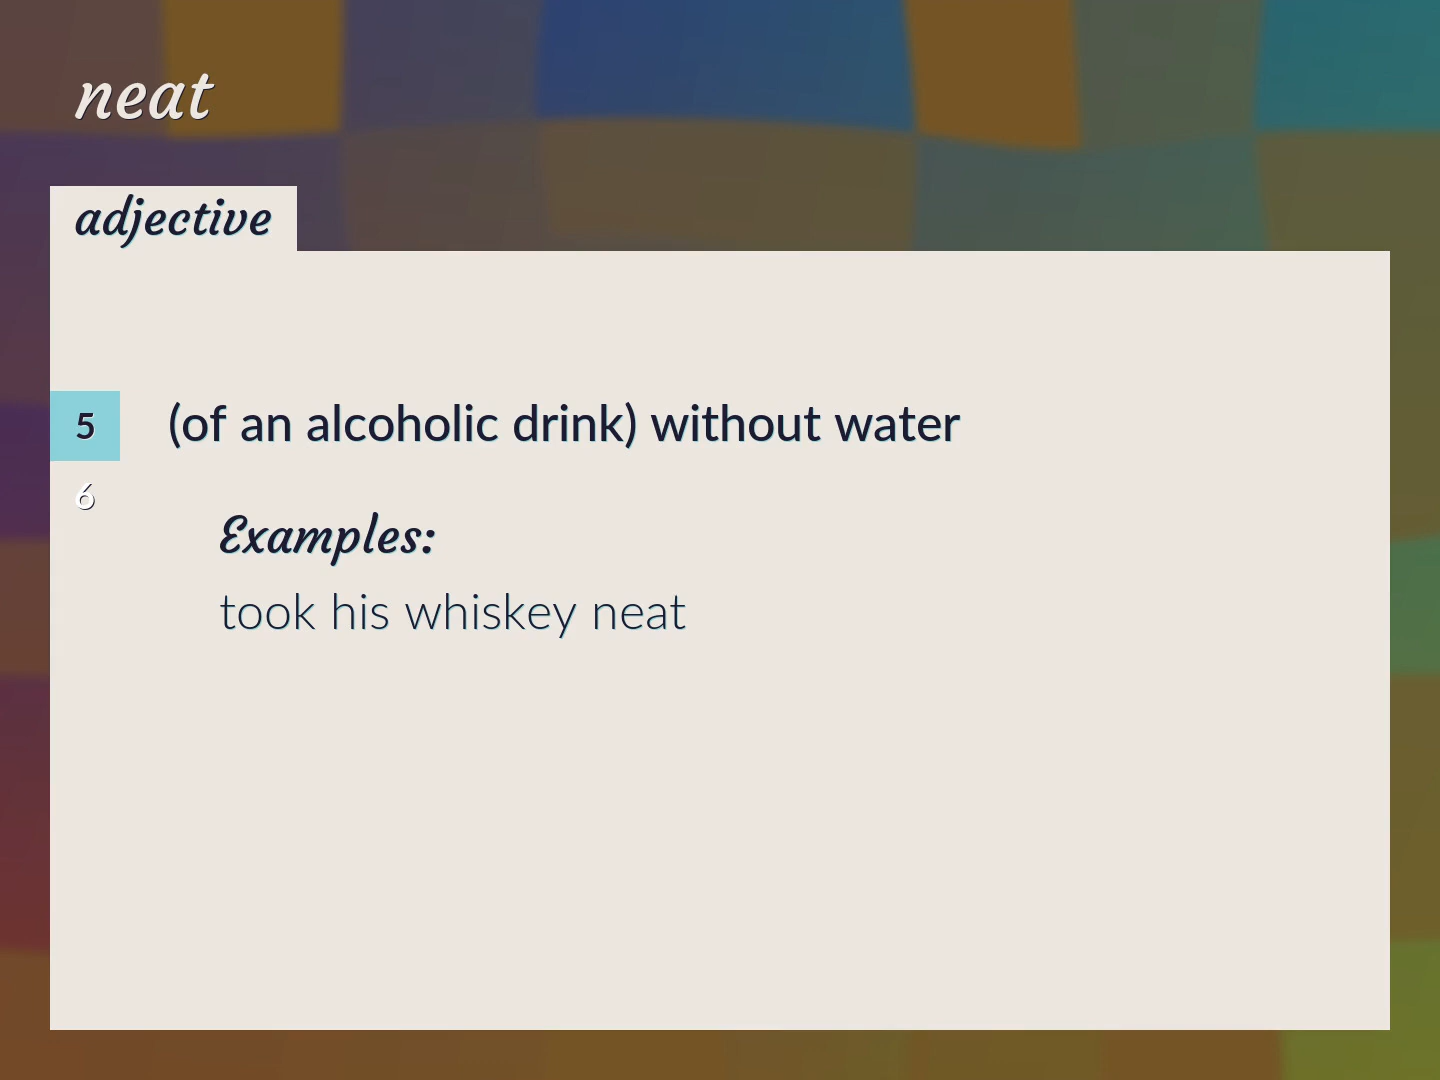 neat
adjective
5
(of an alcoholic drink) without water
6
Examples:
took his whiskey neat